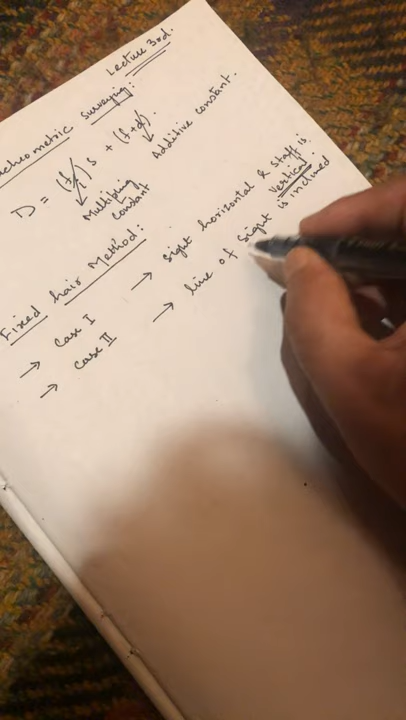 Lecture 3rd.
acheometric Surveying:
D = (f/i) s + (f+d).
Multiplying constant
Additive constant.
Fixed hair Method:
→ Case I → Sight horizontal & Staff is vertical
→ Case II → line of sight is inclined